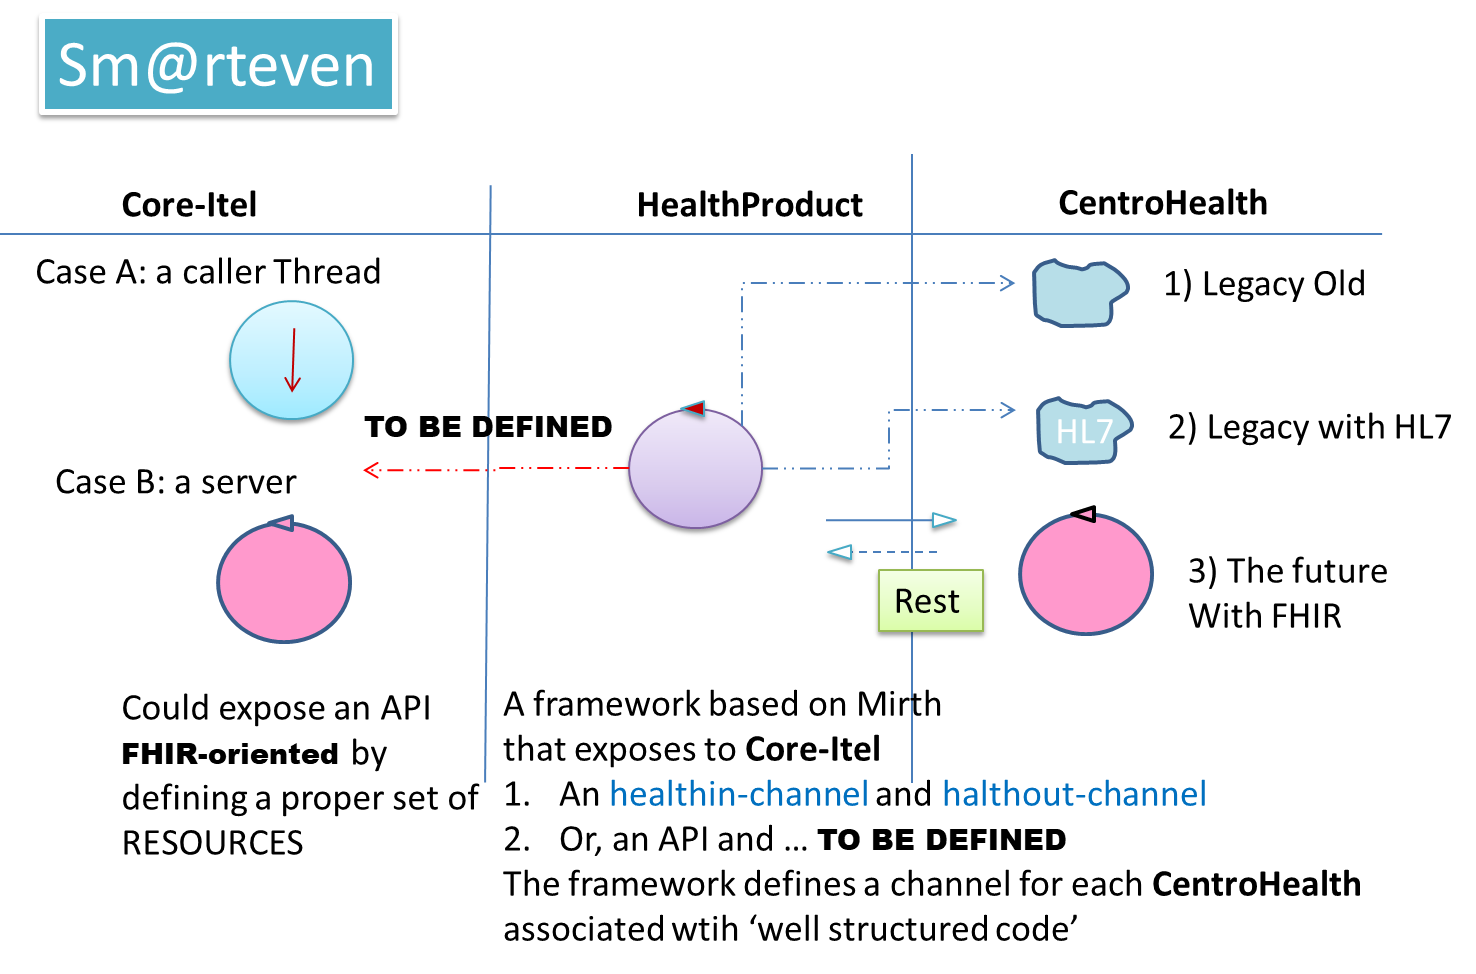 Sm@rteven
Core-Itel
HealthProduct
CentroHealth
Case A: a caller Thread
1) Legacy Old
TO BE DEFINED
HL7
2) Legacy with HL7
Case B: a server
Rest
3) The future
With FHIR
Could expose an API
FHIR-oriented by
defining a proper set of
RESOURCES
A framework based on Mirth
that exposes to Core-Itel
1. An healthin-channel and halthout-channel
2. Or, an API and ... TO BE DEFINED
The framework defines a channel for each CentroHealth
associated wtih ‘well structured code’